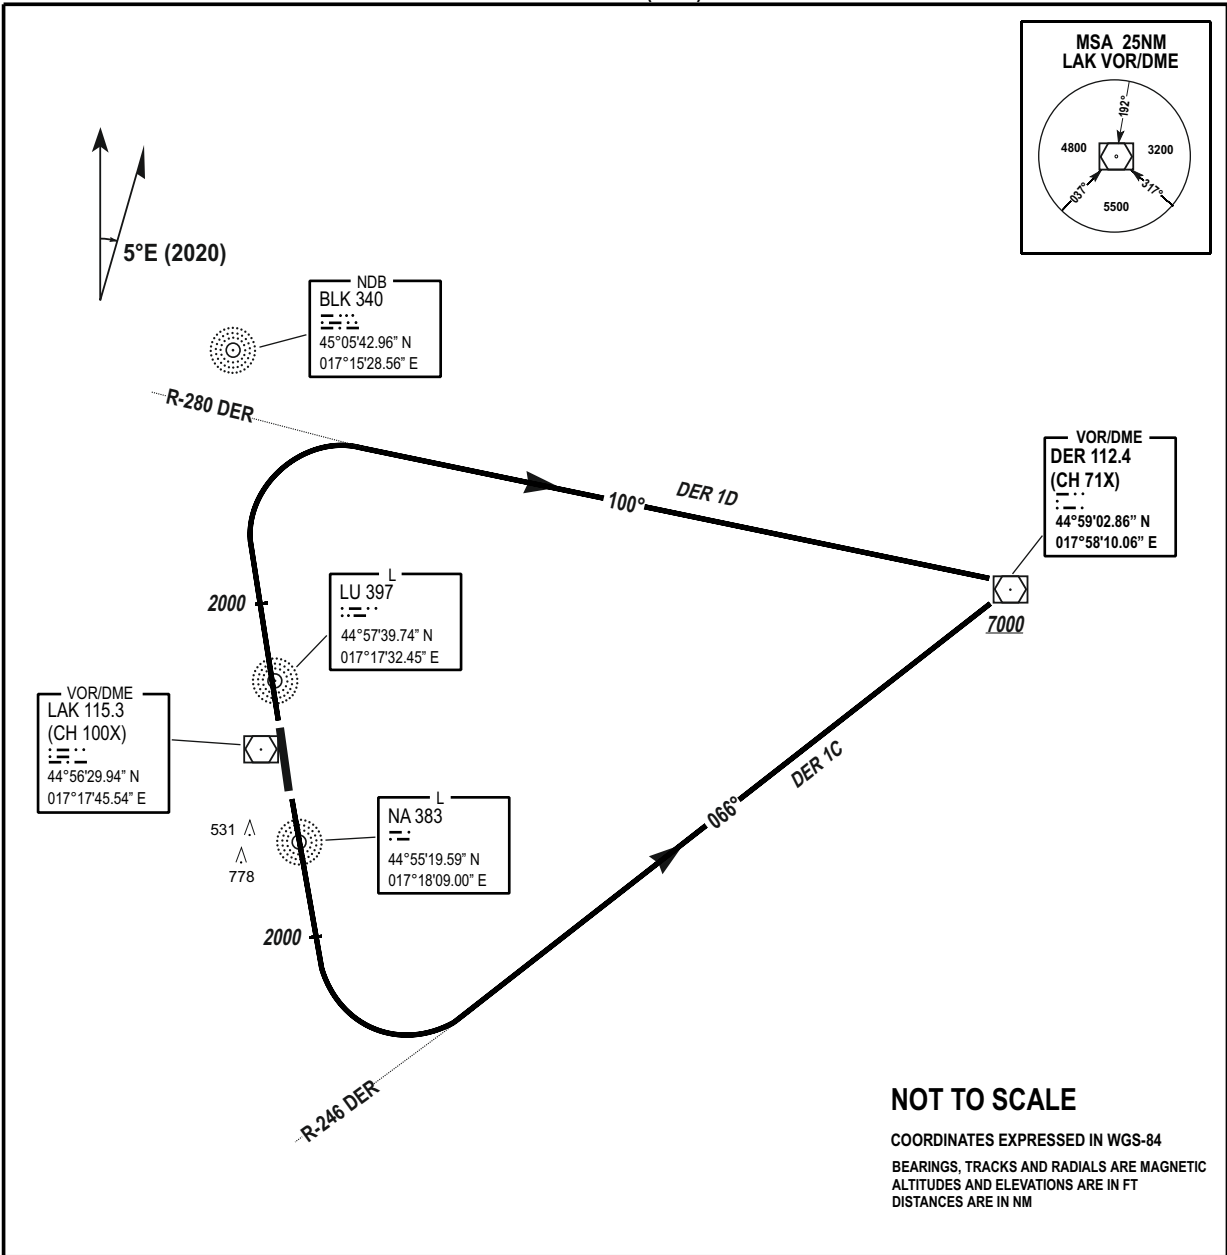 MSA 25NM
LAK VOR/DME
192°
4800
3200
037°
317°
5500
5°E (2020)
NDB
BLK 340
45°05'42.96" N
017°15'28.56" E
R-280 DER
VOR/DME
DER 112.4
(CH 71X)
44°59'02.86" N
017°58'10.06" E
DER 1D
100°
L
LU 397
44°57'39.74" N
017°17'32.45" E
2000
7000
VOR/DME
LAK 115.3
(CH 100X)
44°56'29.94" N
017°17'45.54" E
DER 1C
066°
L
NA 383
44°55'19.59" N
017°18'09.00" E
531
778
2000
R-246 DER
NOT TO SCALE
COORDINATES EXPRESSED IN WGS-84
BEARINGS, TRACKS AND RADIALS ARE MAGNETIC
ALTITUDES AND ELEVATIONS ARE IN FT
DISTANCES ARE IN NM